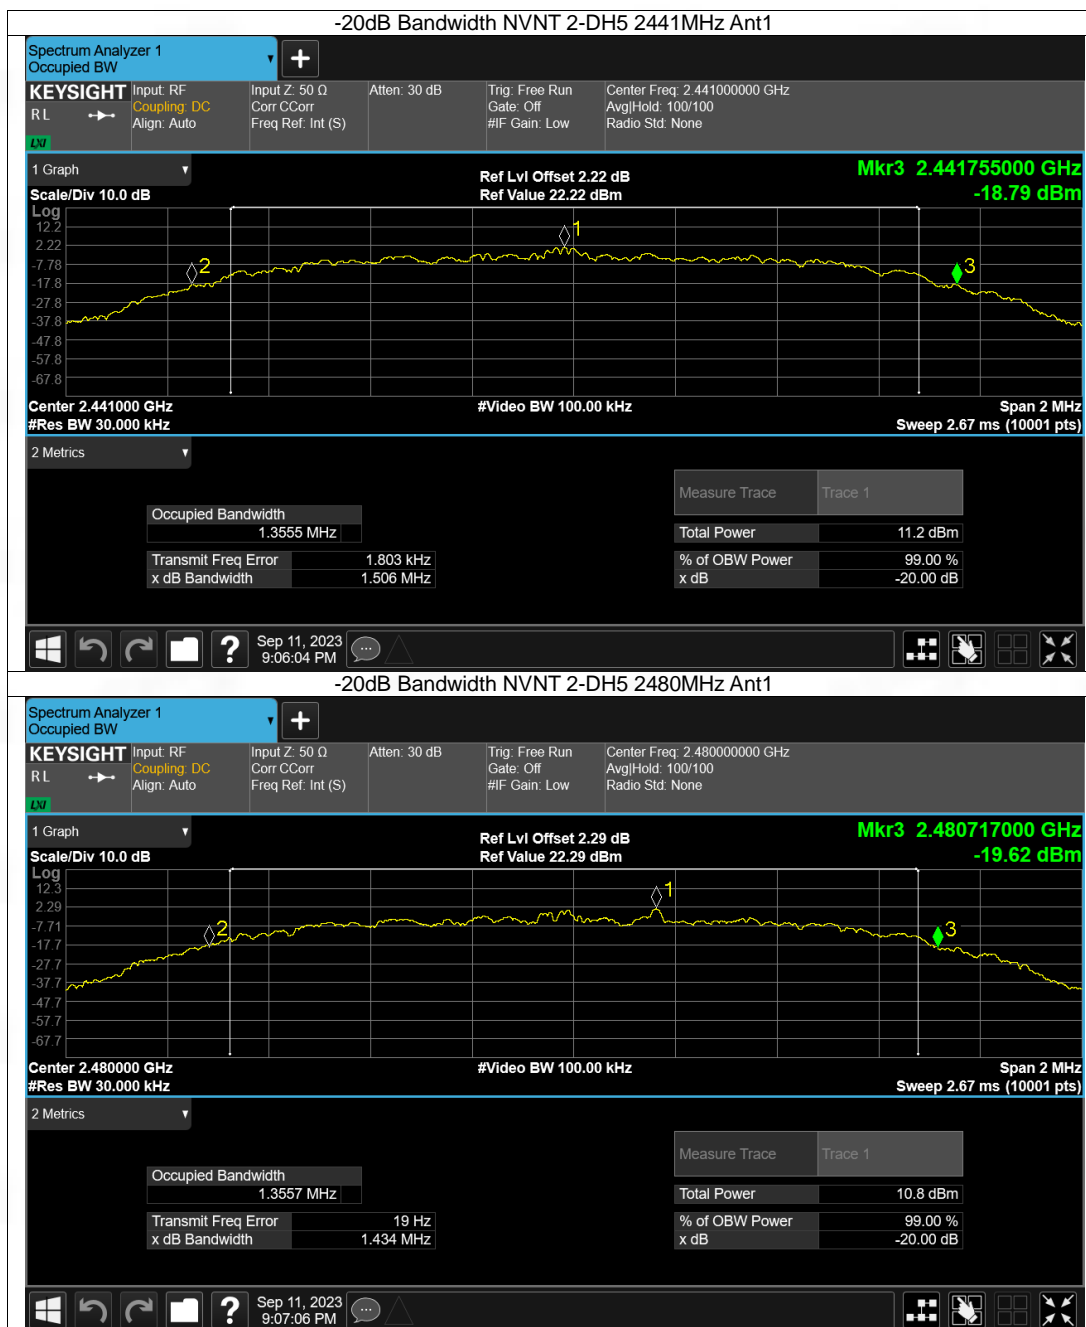 -20dB Bandwidth NVNT 2-DH5 2441MHz Ant1
Spectrum Analyzer 1
Occupied BW
KEYSIGHT
RL
LXI
Input: RF
Coupling: DC
Align: Auto
Input Z: 50 Ω
Corr CCorr
Freq Ref: Int (S)
Atten: 30 dB
Trig: Free Run
Gate: Off
#IF Gain: Low
Center Freq: 2.441000000 GHz
Avg|Hold: 100/100
Radio Std: None
1 Graph
Scale/Div 10.0 dB
Ref Lvl Offset 2.22 dB
Ref Value 22.22 dBm
Mkr3 2.441755000 GHz
-18.79 dBm
Log
12.2
2.22
-7.78
-17.8
-27.8
-37.8
-47.8
-57.8
-67.8
1
2
3
Center 2.441000 GHz
#Res BW 30.000 kHz
#Video BW 100.00 kHz
Span 2 MHz
Sweep 2.67 ms (10001 pts)
2 Metrics
Measure Trace Trace 1
Occupied Bandwidth
1.3555 MHz
Total Power 11.2 dBm
Transmit Freq Error 1.803 kHz
% of OBW Power 99.00 %
x dB Bandwidth 1.506 MHz
x dB -20.00 dB
?
Sep 11, 2023
9:06:04 PM
-20dB Bandwidth NVNT 2-DH5 2480MHz Ant1
Spectrum Analyzer 1
Occupied BW
KEYSIGHT
RL
LXI
Input: RF
Coupling: DC
Align: Auto
Input Z: 50 Ω
Corr CCorr
Freq Ref: Int (S)
Atten: 30 dB
Trig: Free Run
Gate: Off
#IF Gain: Low
Center Freq: 2.480000000 GHz
Avg|Hold: 100/100
Radio Std: None
1 Graph
Scale/Div 10.0 dB
Ref Lvl Offset 2.29 dB
Ref Value 22.29 dBm
Mkr3 2.480717000 GHz
-19.62 dBm
Log
12.3
2.29
-7.71
-17.7
-27.7
-37.7
-47.7
-57.7
-67.7
1
2
3
Center 2.480000 GHz
#Res BW 30.000 kHz
#Video BW 100.00 kHz
Span 2 MHz
Sweep 2.67 ms (10001 pts)
2 Metrics
Measure Trace Trace 1
Occupied Bandwidth
1.3557 MHz
Total Power 10.8 dBm
Transmit Freq Error 19 Hz
% of OBW Power 99.00 %
x dB Bandwidth 1.434 MHz
x dB -20.00 dB
?
Sep 11, 2023
9:07:06 PM